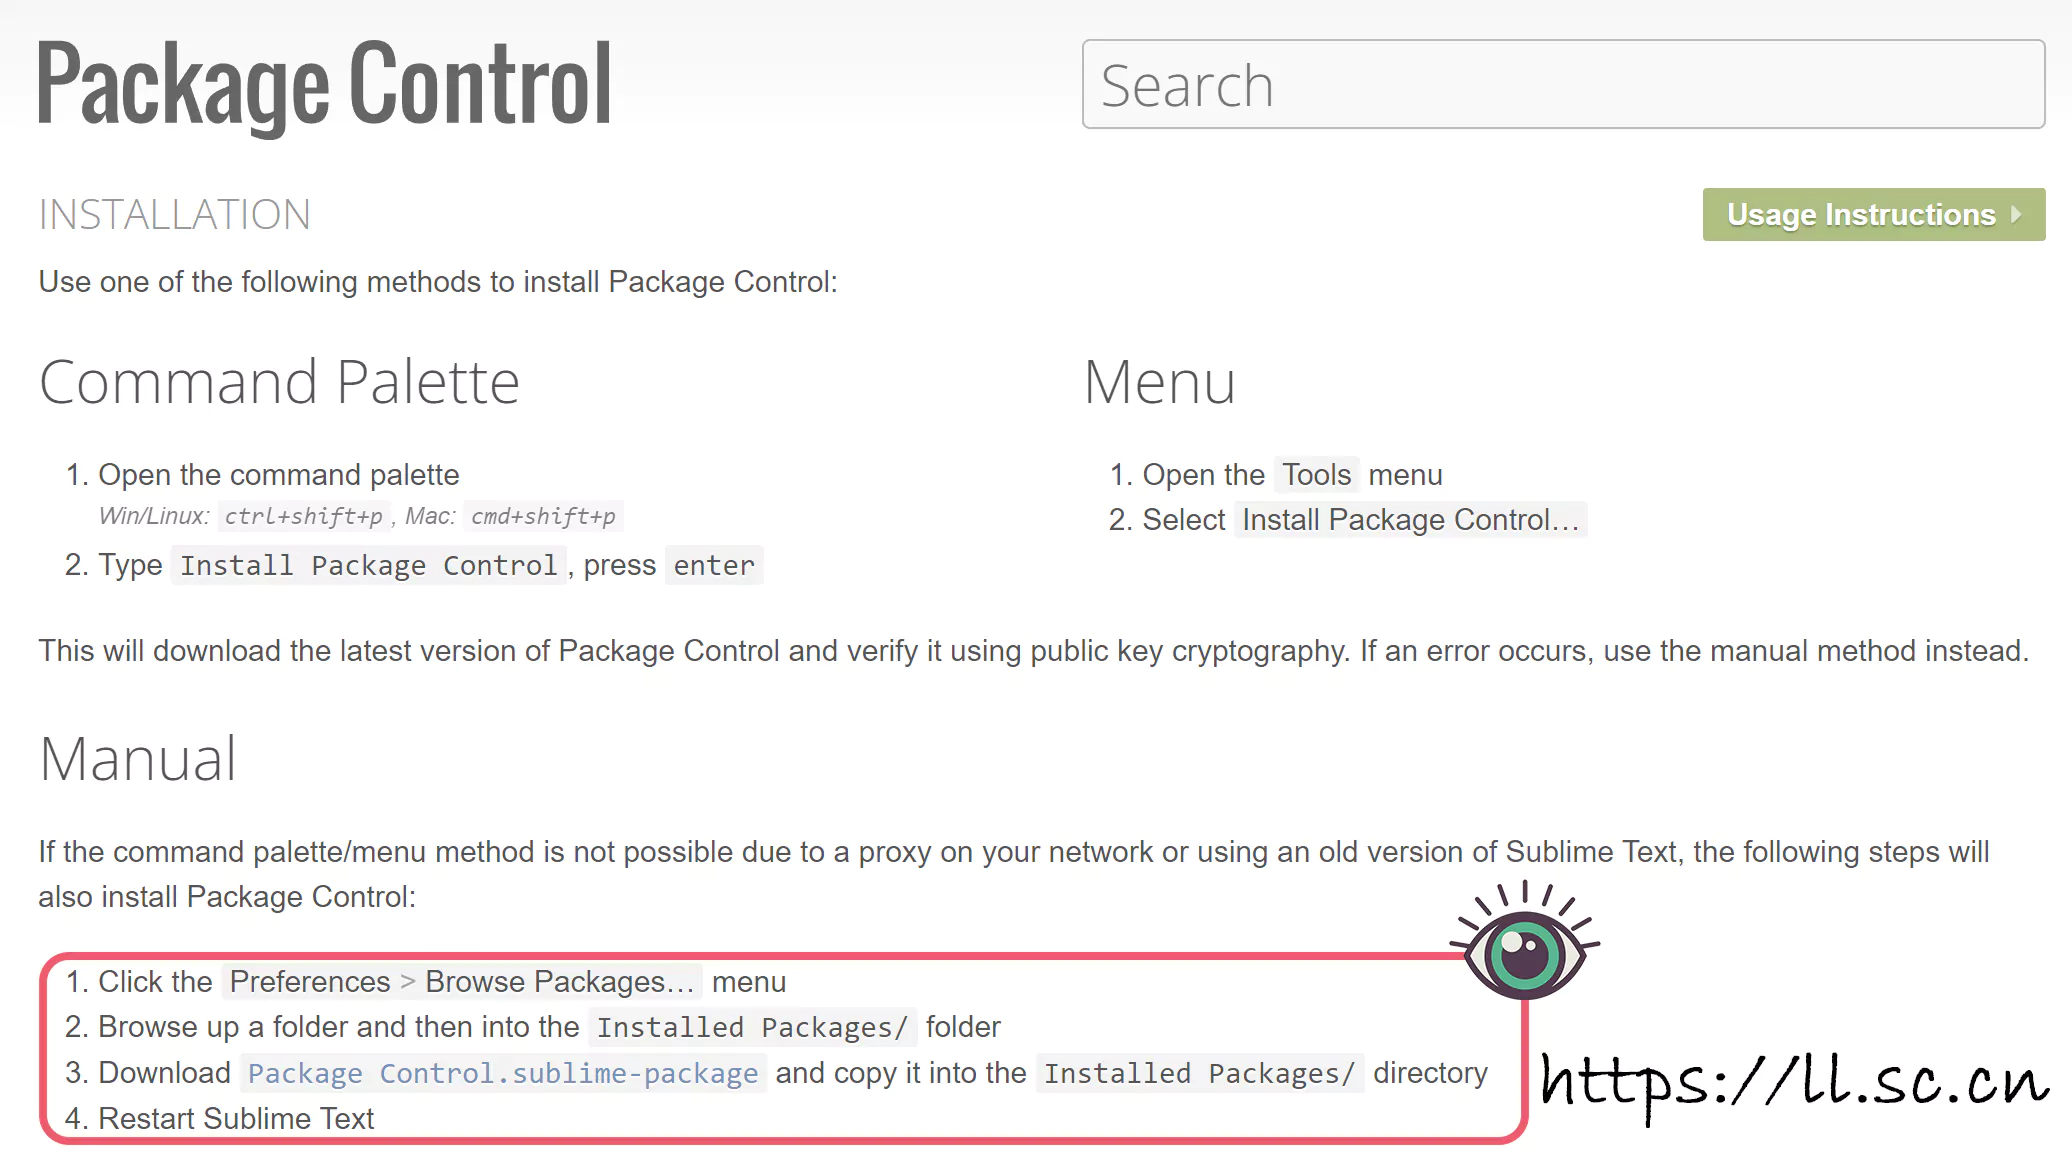 Package Control
Search
INSTALLATION
Usage Instructions
Use one of the following methods to install Package Control:
Command Palette
1. Open the command palette
Win/Linux: ctrl+shift+p, Mac: cmd+shift+p
2. Type Install Package Control, press enter
Menu
1. Open the Tools menu
2. Select Install Package Control…
This will download the latest version of Package Control and verify it using public key cryptography. If an error occurs, use the manual method instead.
Manual
If the command palette/menu method is not possible due to a proxy on your network or using an old version of Sublime Text, the following steps will
also install Package Control:
1. Click the Preferences > Browse Packages… menu
2. Browse up a folder and then into the Installed Packages/ folder
3. Download Package Control.sublime-package and copy it into the Installed Packages/ directory
4. Restart Sublime Text
https://ll.sc.cn